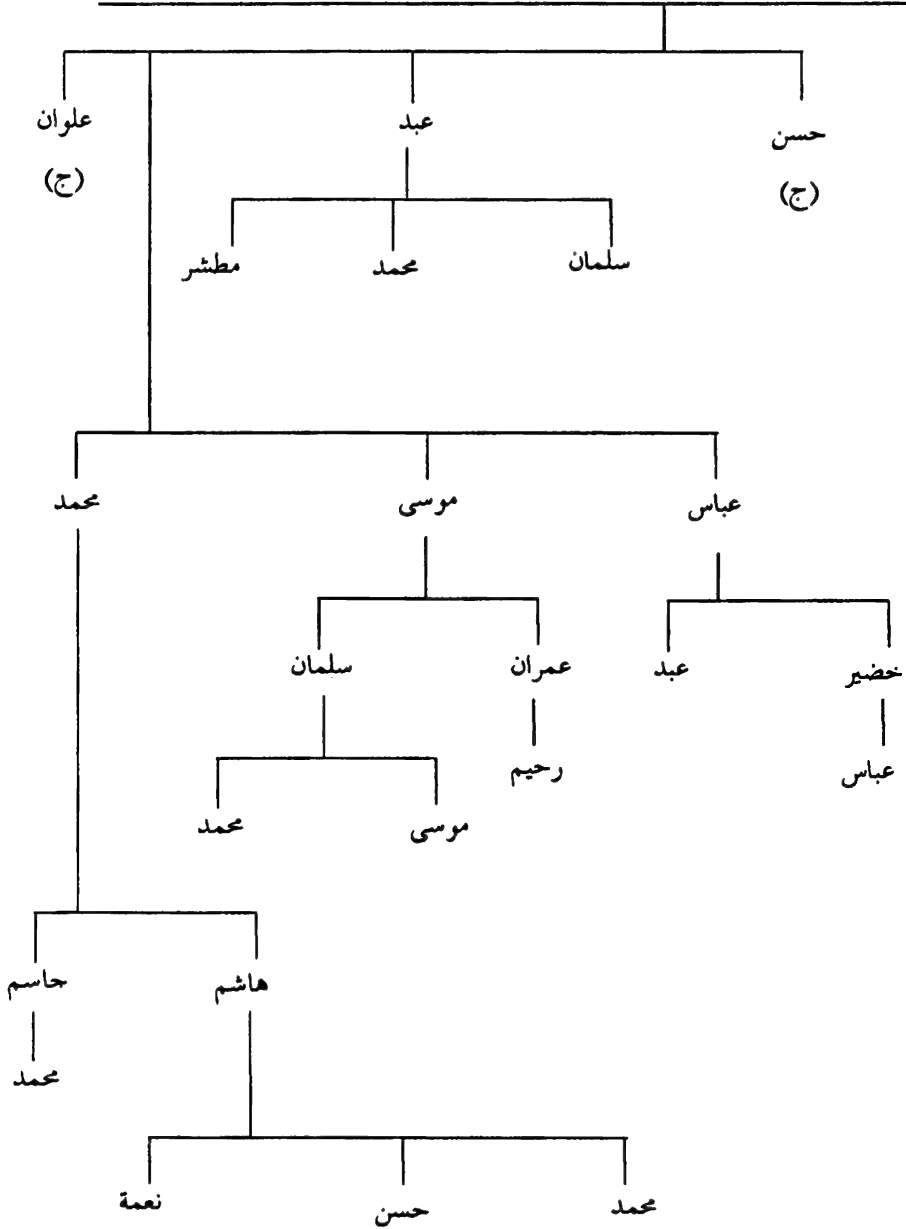 حسن عبد علوان
(ج) (ج)
سلمان محمد مطشر
عباس موسى محمد
خضير عبد عمران سلمان
عباس رحيم
موسى محمد
هاشم حاسم
محمد
محمد حسن نعمة